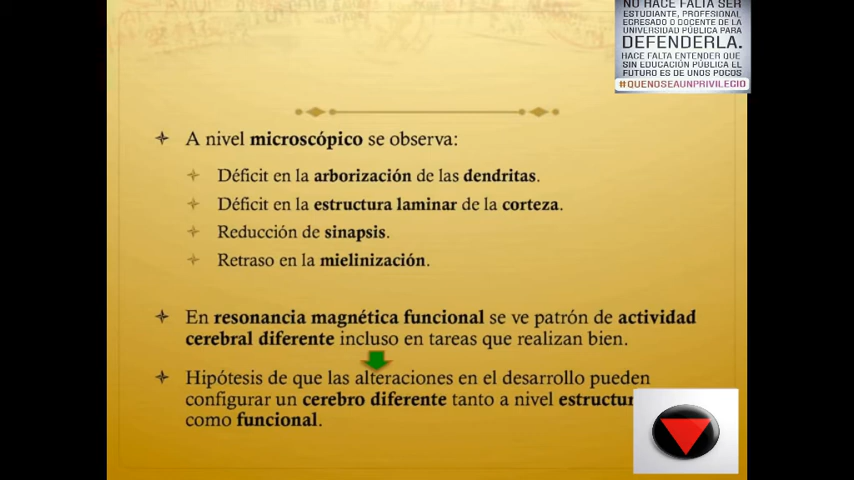 NO HACE FALTA SER
ESTUDIANTE, PROFESIONAL
EGRESADO O DOCENTE DE LA
UNIVERSIDAD PÚBLICA PARA
DEFENDERLA.
HACE FALTA ENTENDER QUE
SIN EDUCACIÓN PÚBLICA EL
FUTURO ES DE UNOS POCOS
#QUENOSEAUNPRIVILEGIO
A nivel microscópico se observa:
Déficit en la arborización de las dendritas.
Déficit en la estructura laminar de la corteza.
Reducción de sinapsis.
Retraso en la mielinización.
En resonancia magnética funcional se ve patrón de actividad
cerebral diferente incluso en tareas que realizan bien.
Hipótesis de que las alteraciones en el desarrollo pueden
configurar un cerebro diferente tanto a nivel
como funcional.